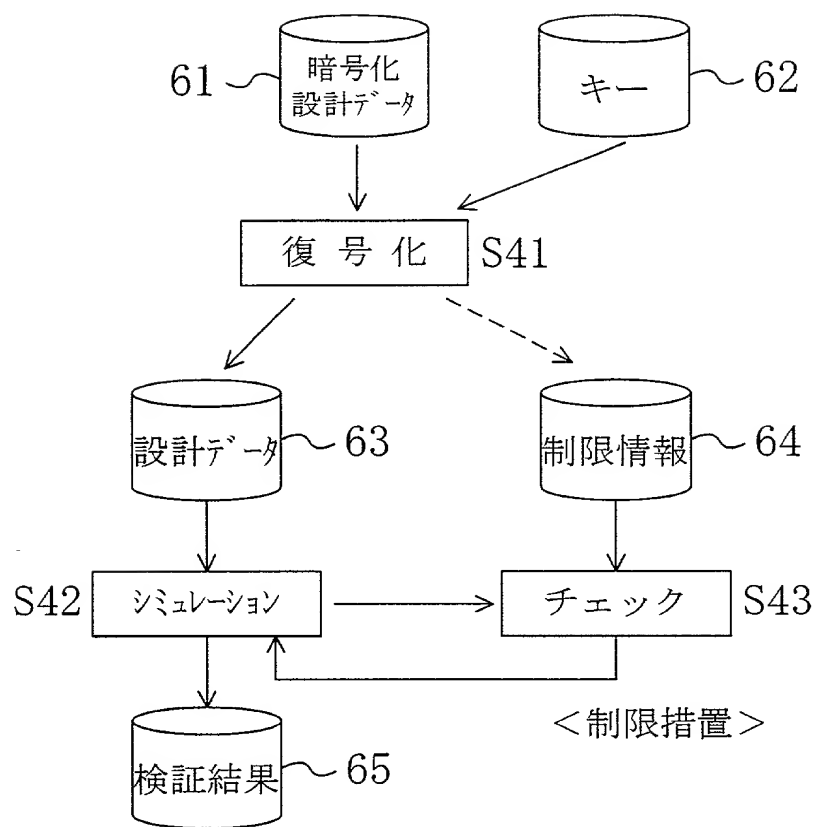 61
暗号化
設計データ
キー
62
復号化
S41
設計データ
63
制限情報
64
S42
シミュレーション
チェック
S43
<制限措置>
検証結果
65